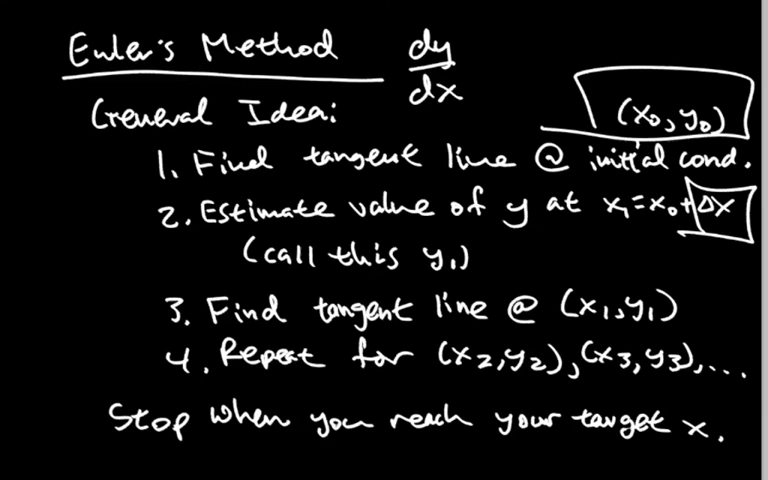 Euler's Method dy/dx
General Idea: (x₀, y₀)
1. Find tangent line @ initial cond.
2. Estimate value of y at x₁=x₀+Δx
(call this y₁)
3. Find tangent line @ (x₁, y₁)
4. Repeat for (x₂, y₂), (x₃, y₃), ...
Stop when you reach your target x.